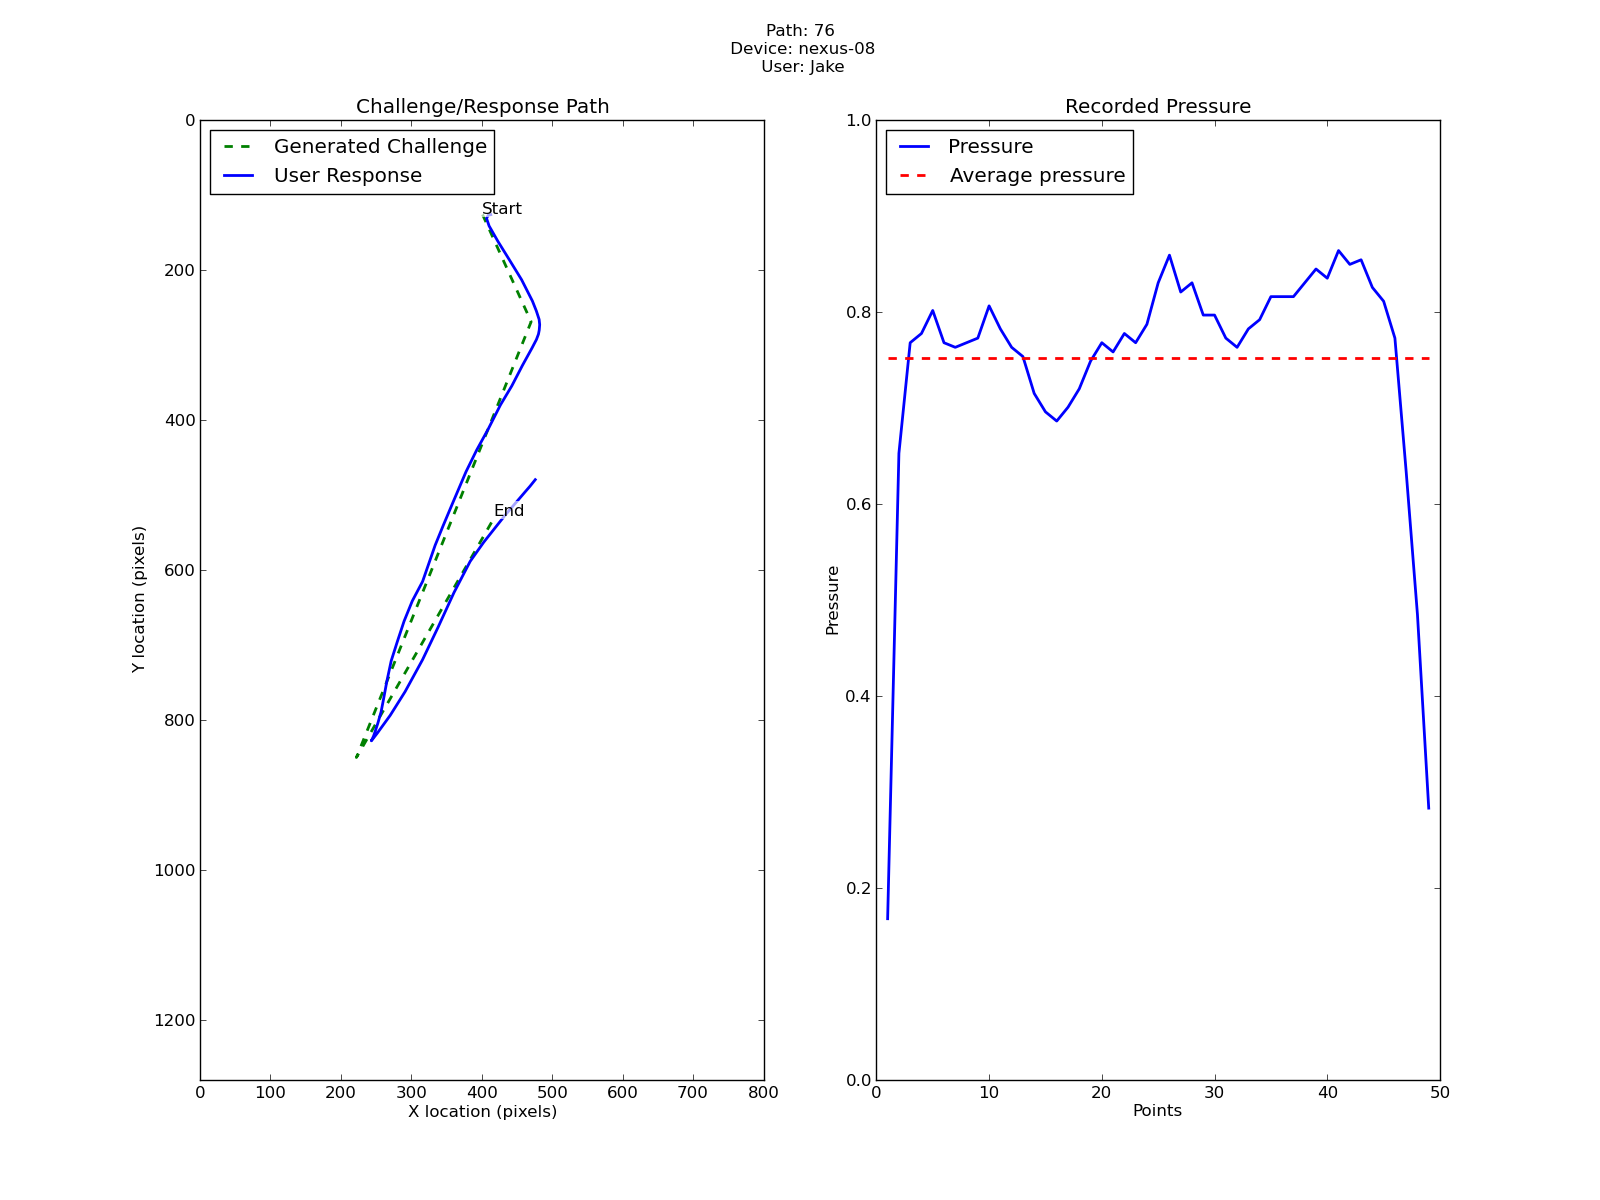 Path: 76
Device: nexus-08
User: Jake
Challenge/Response Path
Generated Challenge
User Response
Start
End
0
200
400
600
800
1000
1200
Y location (pixels)
0 100 200 300 400 500 600 700 800
X location (pixels)
Recorded Pressure
Pressure
Average pressure
1.0
0.8
0.6
0.4
0.2
0.0
Pressure
0 10 20 30 40 50
Points